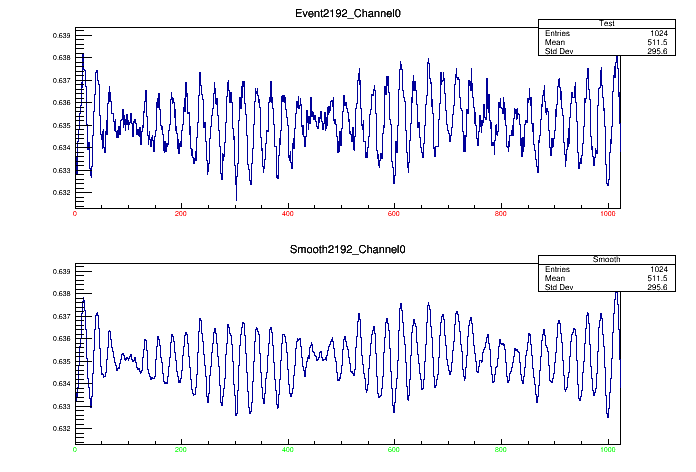 Event2192_Channel0
Test
Entries 1024
Mean 511.5
Std Dev 295.6
0.639
0.638
0.637
0.636
0.635
0.634
0.633
0.632
0 200 400 600 800 1000
Smooth2192_Channel0
Smooth
Entries 1024
Mean 511.5
Std Dev 295.6
0.639
0.638
0.637
0.636
0.635
0.634
0.633
0.632
0 200 400 600 800 1000